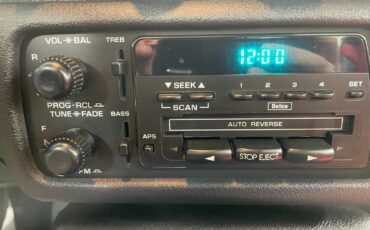 VOL BAL
TREB
12:00
R
SEEK
1 2 3 4
SET
SCAN
Delco
PROG-RCL
TUNE FADE
BASS
AUTO REVERSE
F
APS
A
STOP EJECT